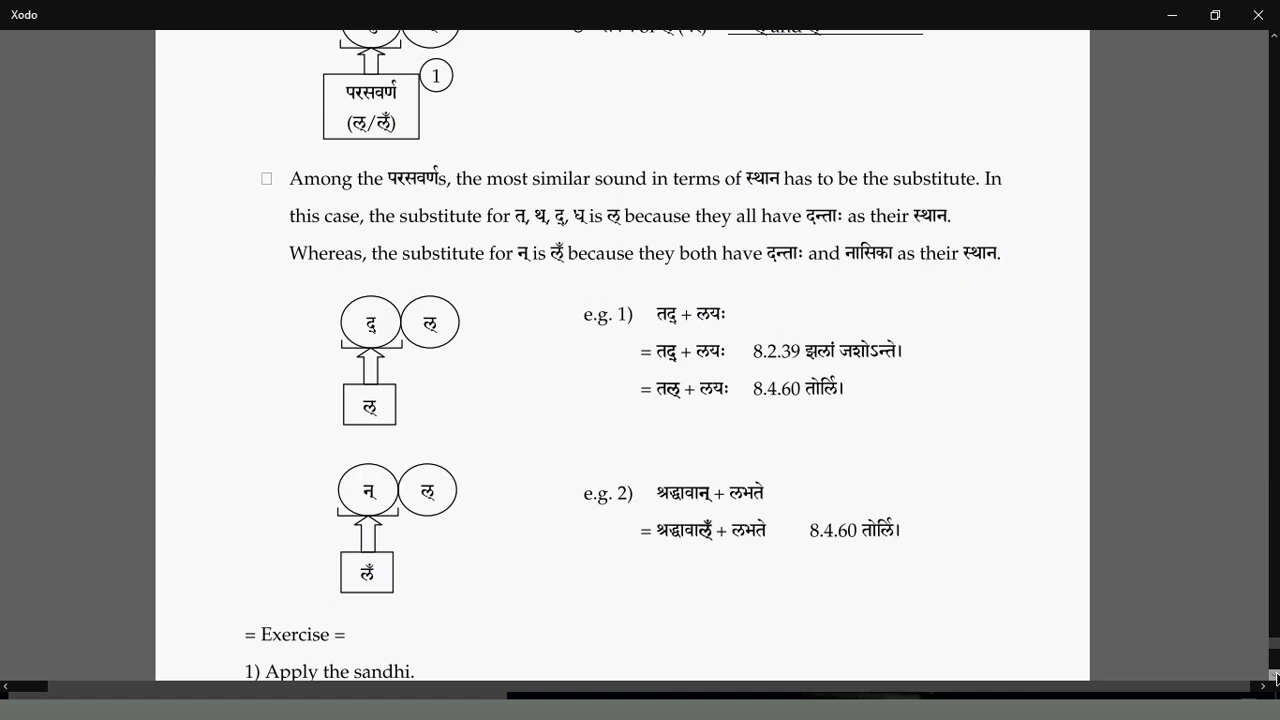 Xodo
परसवर्ण
(ल्/लँ्)
1
□ Among the परसवर्णs, the most similar sound in terms of स्थान has to be the substitute. In
this case, the substitute for त्, थ्, द्, ध् is ल् because they all have दन्ताः as their स्थान.
Whereas, the substitute for न् is लँ् because they both have दन्ताः and नासिका as their स्थान.
द् ल्
ल्
e.g. 1) तद् + लयः
= तद् + लयः 8.2.39 झलां जशोऽन्ते।
= तल् + लयः 8.4.60 तोर्लि।
न् ल्
लँ
e.g. 2) श्रद्धावान् + लभते
= श्रद्धावालँ् + लभते 8.4.60 तोर्लि।
= Exercise =
1) Apply the sandhi.